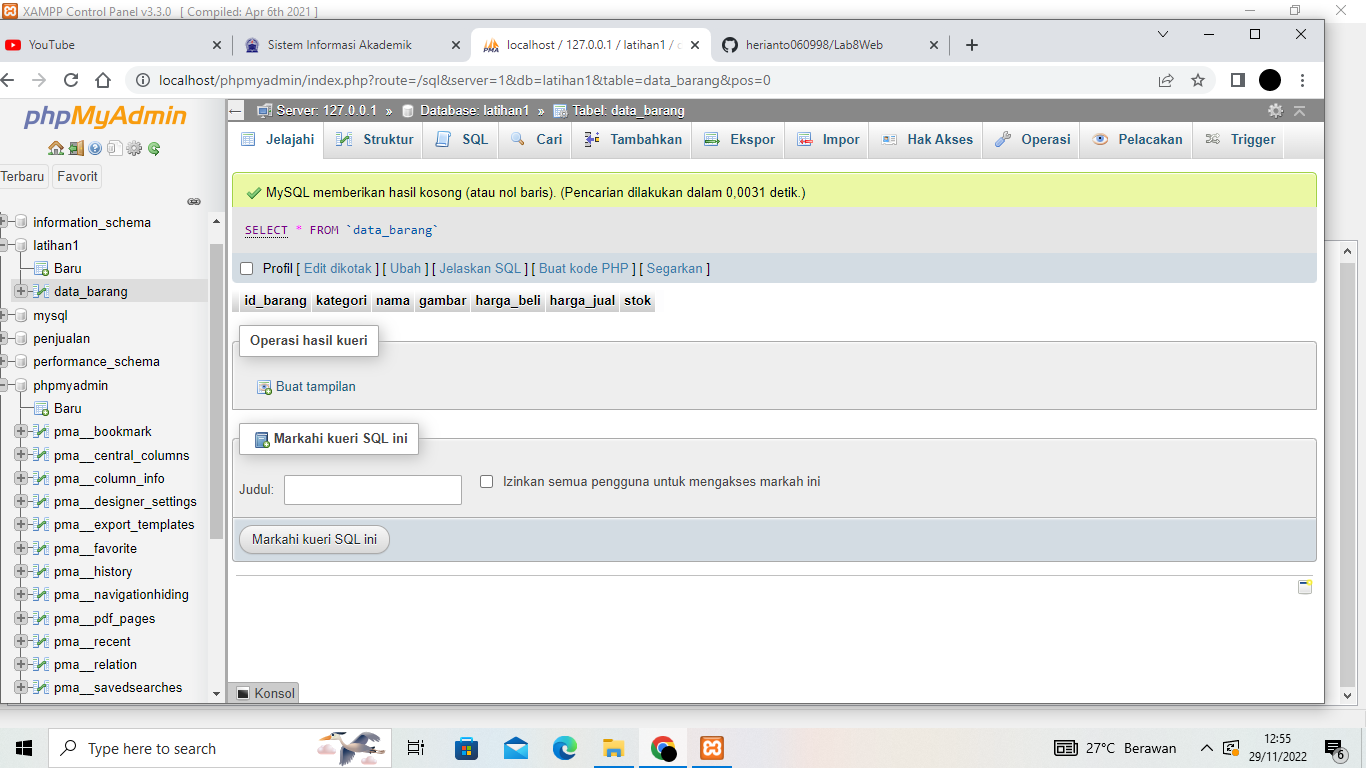 XAMPP Control Panel v3.3.0 [ Compiled: Apr 6th 2021 ]
YouTube
Sistem Informasi Akademik
localhost / 127.0.0.1 / latihan1 /
herianto060998/Lab8Web
localhost/phpmyadmin/index.php?route=/sql&server=1&db=latihan1&table=data_barang&pos=0
phpMyAdmin
Terbaru
Favorit
information_schema
latihan1
Baru
data_barang
mysql
penjualan
performance_schema
phpmyadmin
Baru
pma__bookmark
pma__central_columns
pma__column_info
pma__designer_settings
pma__export_templates
pma__favorite
pma__history
pma__navigationhiding
pma__pdf_pages
pma__recent
pma__relation
pma__savedsearches
Server: 127.0.0.1 » Database: latihan1 » Tabel: data_barang
Jelajahi Struktur SQL Cari Tambahkan Ekspor Impor Hak Akses Operasi Pelacakan Trigger
MySQL memberikan hasil kosong (atau nol baris). (Pencarian dilakukan dalam 0,0031 detik.)
SELECT * FROM `data_barang`
Profil [ Edit dikotak ] [ Ubah ] [ Jelaskan SQL ] [ Buat kode PHP ] [ Segarkan ]
id_barang kategori nama gambar harga_beli harga_jual stok
Operasi hasil kueri
Buat tampilan
Markahi kueri SQL ini
Judul:
Izinkan semua pengguna untuk mengakses markah ini
Markahi kueri SQL ini
Konsol
Type here to search
27°C Berawan
12:55
29/11/2022
6